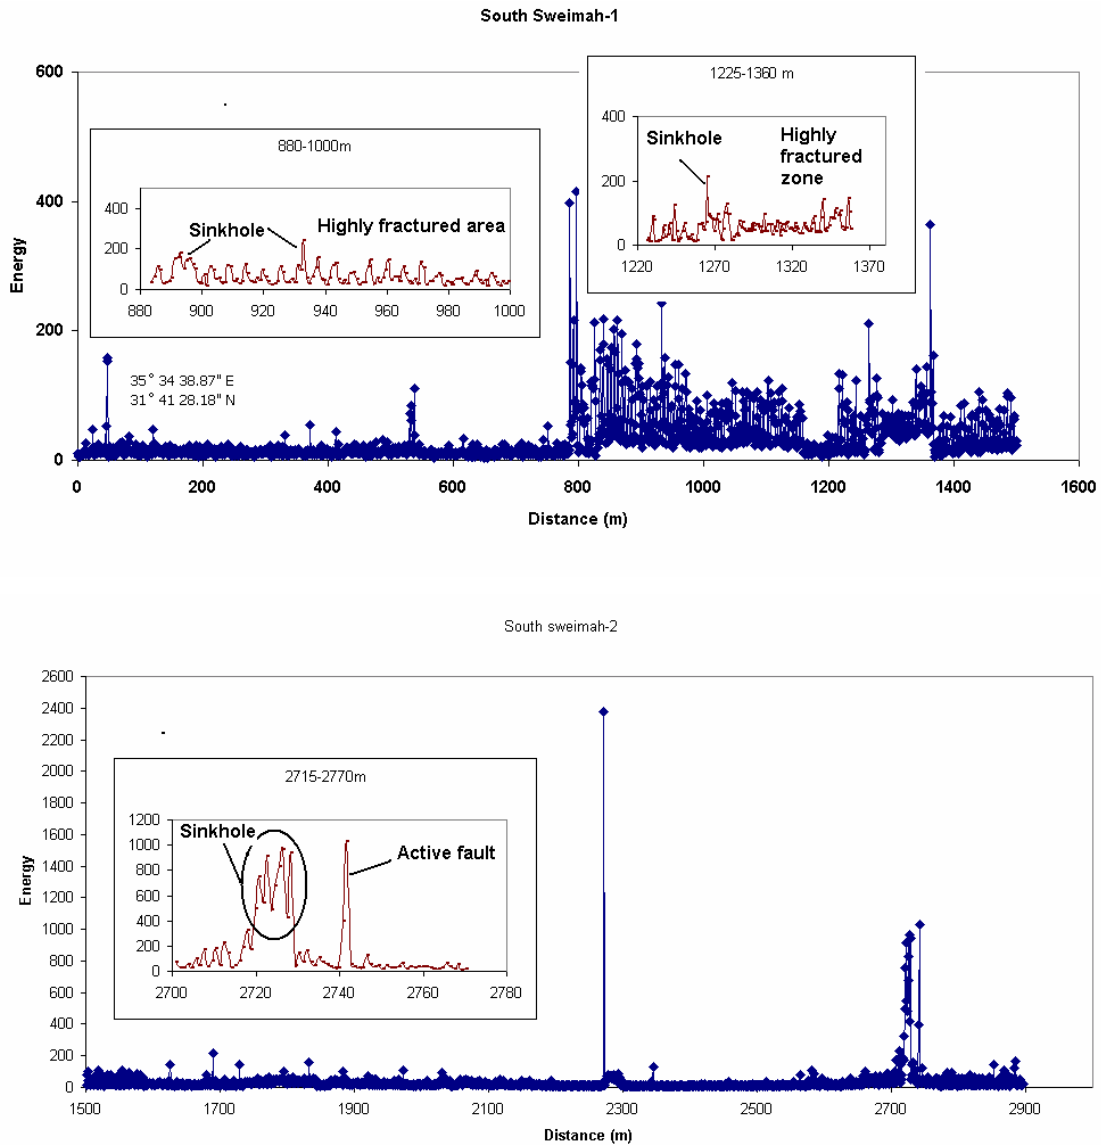 South Sweimah-1
600
400
200
0
Energy
880-1000m
400
200
0
Sinkhole
Highly fractured area
880 900 920 940 960 980 1000
1225-1360 m
400
200
0
Sinkhole
Highly
fractured
zone
1220 1270 1320 1370
35° 34 38.87" E
31° 41 28.18" N
0 200 400 600 800 1000 1200 1400 1600
Distance (m)
South sweimah-2
2600
2400
2200
2000
1800
1600
1400
1200
1000
800
600
400
200
0
Energy
2715-2770m
1200
1000
800
600
400
200
0
Sinkhole
Active fault
2700 2720 2740 2760 2780
1500 1700 1900 2100 2300 2500 2700 2900
Distance (m)